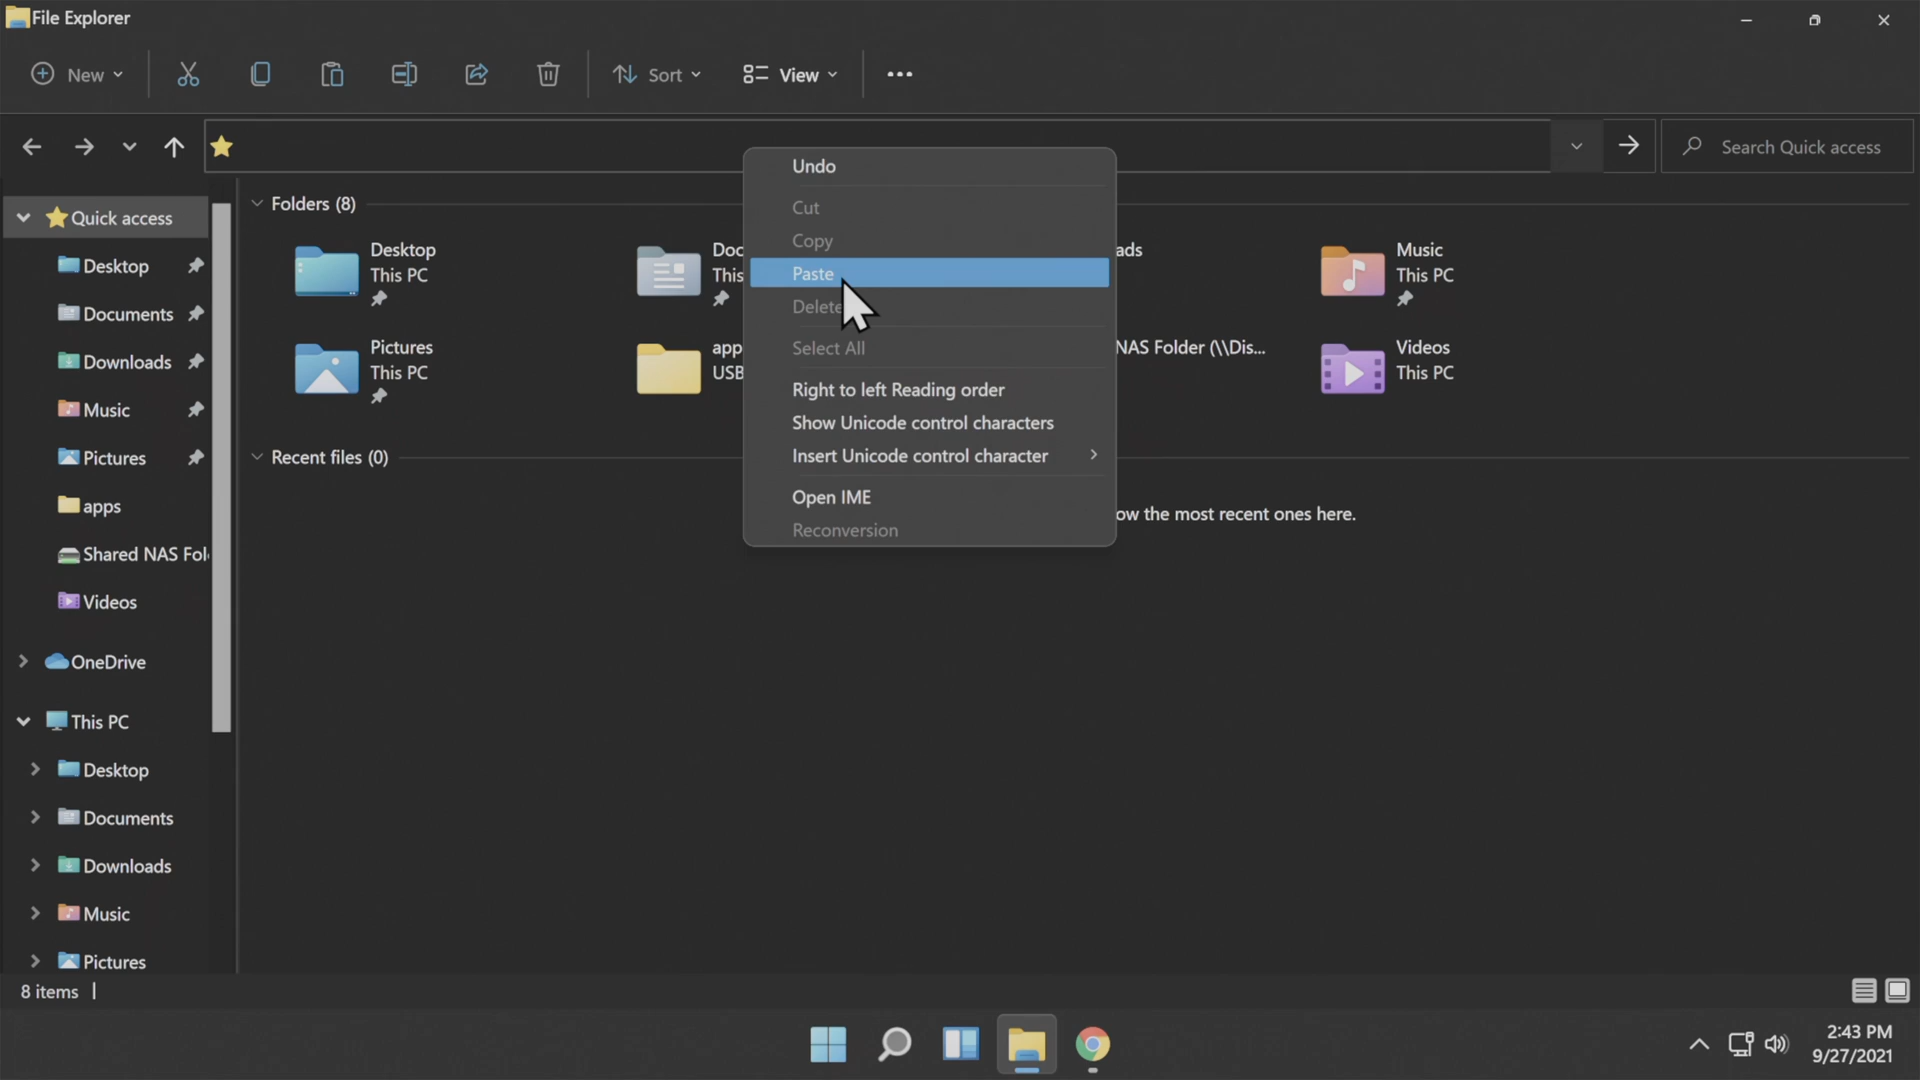 File Explorer
New
Sort
View
Search Quick access
Quick access
Desktop
Documents
Downloads
Music
Pictures
apps
Shared NAS Fol
Videos
OneDrive
This PC
Desktop
Documents
Downloads
Music
Pictures
Folders (8)
Desktop
This PC
Doc
This
ads
Music
This PC
Pictures
This PC
app
USB
NAS Folder (\\Dis...
Videos
This PC
Recent files (0)
ow the most recent ones here.
Undo
Cut
Copy
Paste
Delete
Select All
Right to left Reading order
Show Unicode control characters
Insert Unicode control character
Open IME
Reconversion
8 items
2:43 PM
9/27/2021